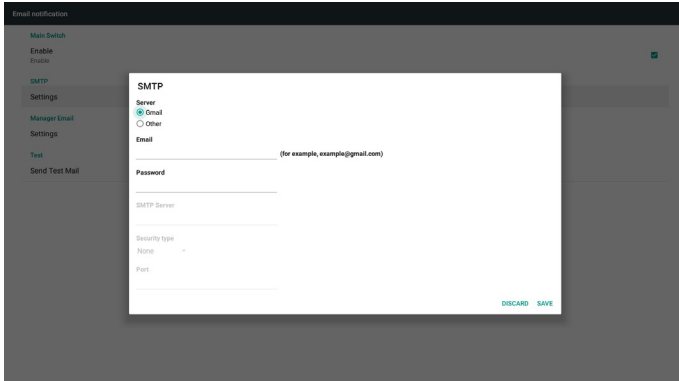 Email notification
Main Switch
Enable
Enable
SMTP
Settings
Manager Email
Settings
Test
Send Test Mail
SMTP
Server
Gmail
Other
Email
(for example, example@gmail.com)
Password
SMTP Server
Security type
None
Port
DISCARD SAVE